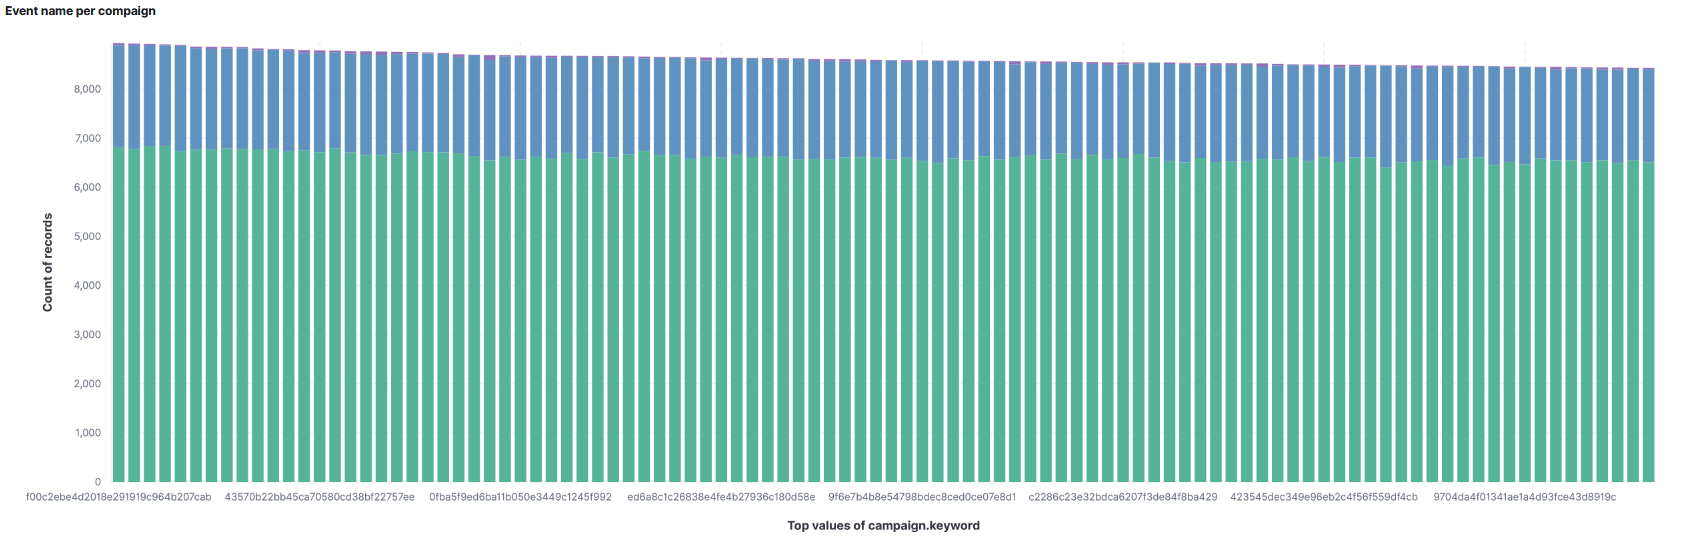 Event name per compaign
8,000
7,000
6,000
5,000
4,000
3,000
2,000
1,000
0
Count of records
f00c2ebe4d2018e291919c964b207cab 43570b22bb45ca70580cd38bf22757ee 0fba5f9ed6ba11b050e3449c1245f992 ed6a8c1c26838e4fe4b27936c180d58e 9f6e7b4b8e54798bdec8ced0ce07e8d1 c2286c23e32bdca6207f3de84f8ba429 423545dec349e96eb2c4f56f559df4cb 9704da4f01341ae1a4d93fce43d8919c
Top values of campaign.keyword